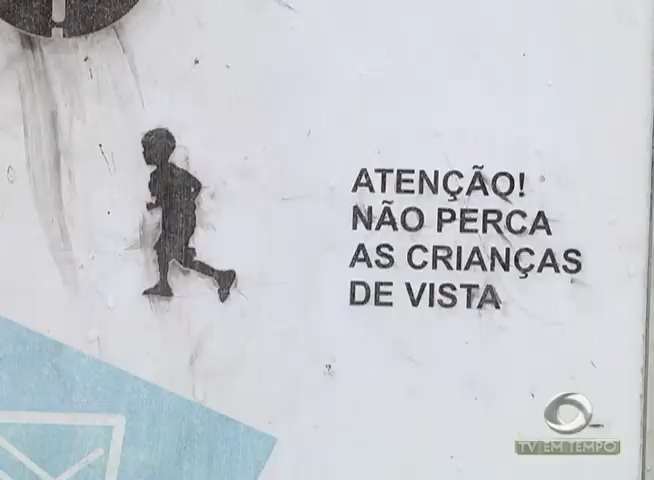 ATENÇÃO!
NÃO PERCA
AS CRIANÇAS
DE VISTA
TV EM TEMPO